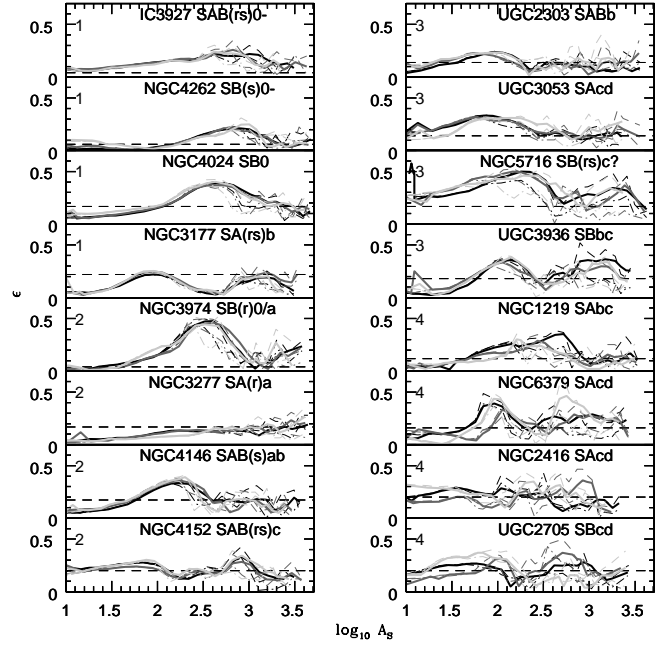 0.5 1 IC3927 SAB(rs)0-
0
0.5 1 NGC4262 SB(s)0-
0
0.5 1 NGC4024 SB0
0
0.5 1 NGC3177 SA(rs)b
0
0.5 2 NGC3974 SB(r)0/a
0
0.5 2 NGC3277 SA(r)a
0
0.5 2 NGC4146 SAB(s)ab
0
0.5 2 NGC4152 SAB(rs)c
0
1 1.5 2 2.5 3 3.5
ϵ
0.5 3 UGC2303 SABb
0
0.5 3 UGC3053 SAcd
0
0.5 3 NGC5716 SB(rs)c?
0
0.5 3 UGC3936 SBbc
0
0.5 4 NGC1219 SAbc
0
0.5 4 NGC6379 SAcd
0
0.5 4 NGC2416 SAcd
0
0.5 4 UGC2705 SBcd
0
1 1.5 2 2.5 3 3.5
log₁₀ A_S